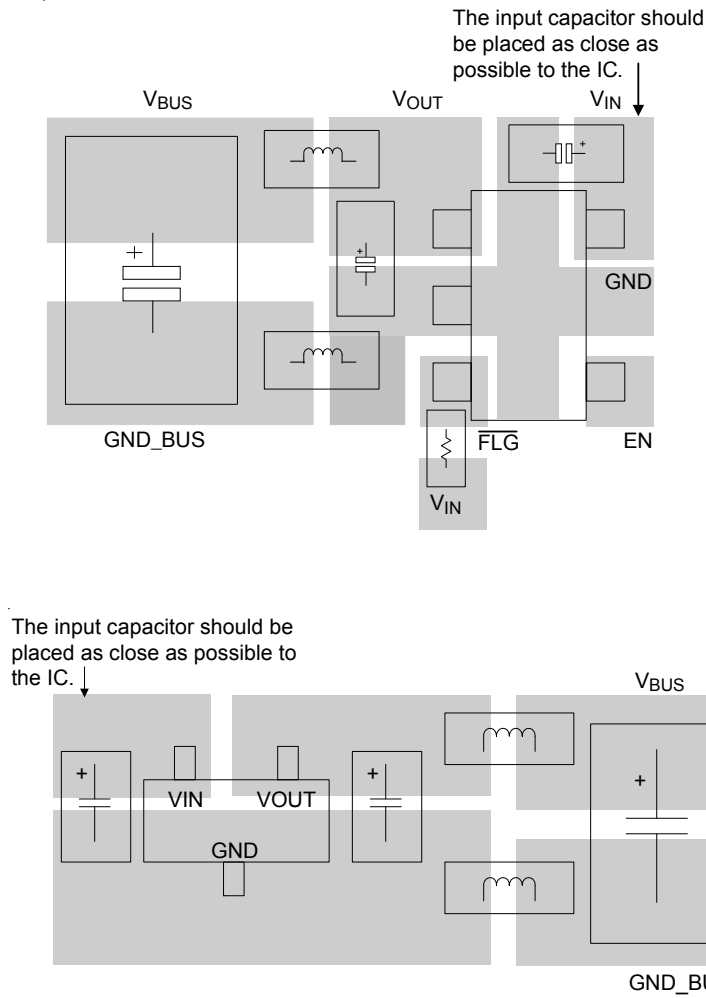 The input capacitor should
be placed as close as
possible to the IC.
VBUS VOUT VIN
+
+
+
GND
GND_BUS FLG EN
VIN
The input capacitor should be
placed as close as possible to
the IC.
VBUS
+ + +
VIN VOUT
GND
GND_BU